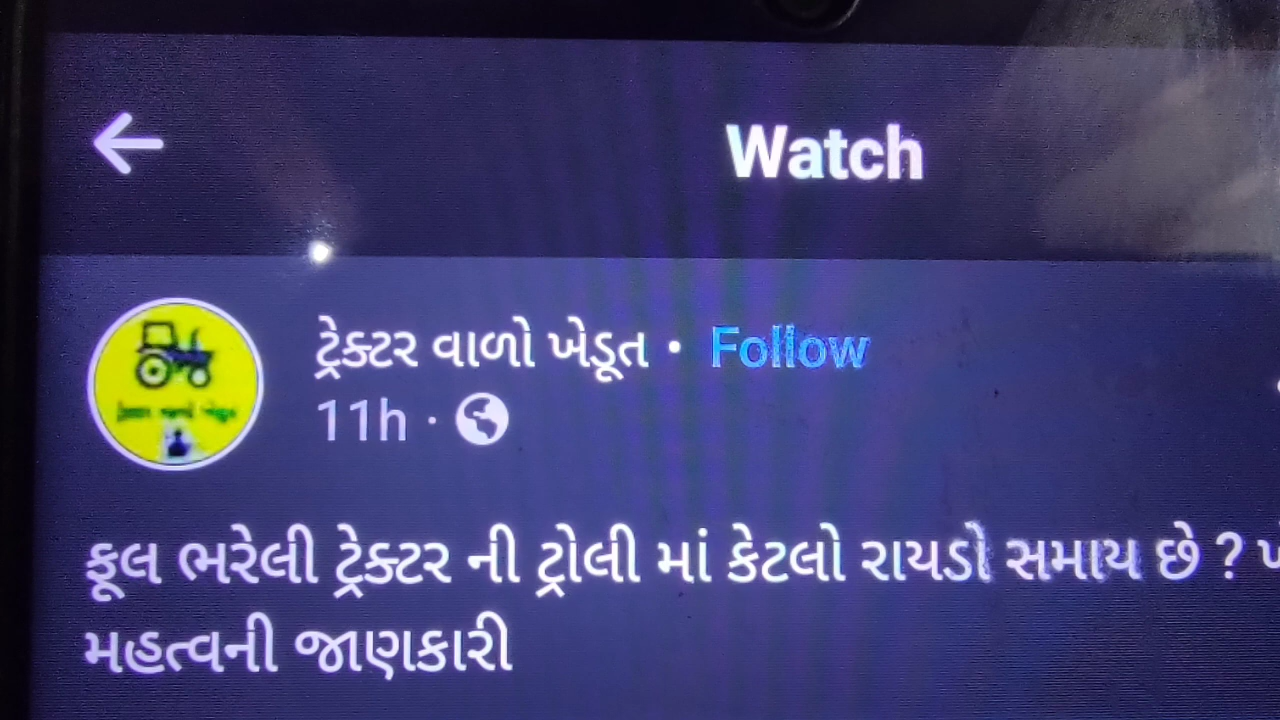 Watch
ટ્રેક્ટર વાળો ખેડૂત • Follow
11h ·
ફૂલ ભરેલી ટ્રેક્ટર ની ટ્રોલી માં કેટલો રાયડો સમાય છે ?
મહત્વની જાણકારી